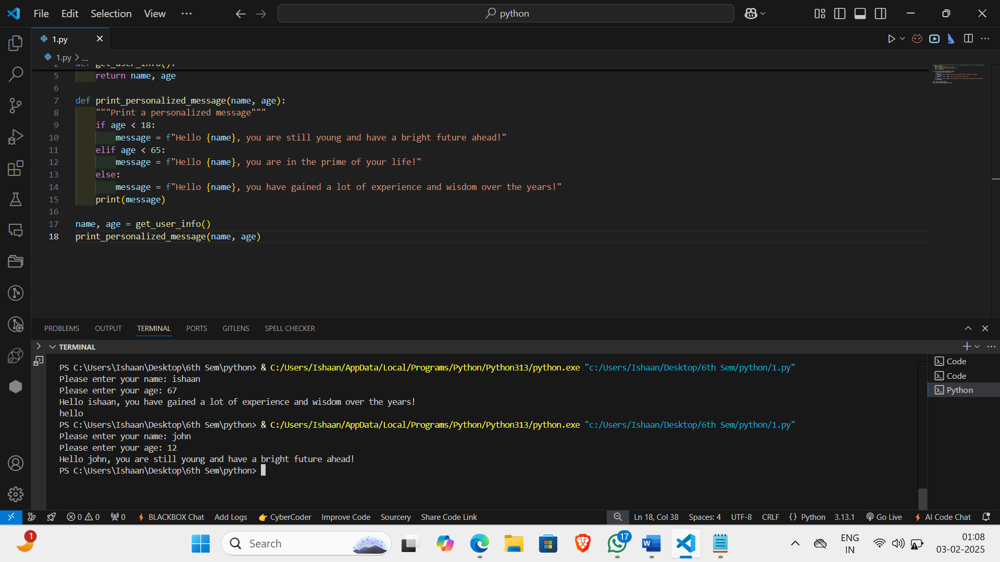 File Edit Selection View ···
python
1.py
1.py > ...
2 def get_user_info():
5 return name, age
6
7 def print_personalized_message(name, age):
8 """Print a personalized message"""
9 if age < 18:
10 message = f"Hello {name}, you are still young and have a bright future ahead!"
11 elif age < 65:
12 message = f"Hello {name}, you are in the prime of your life!"
13 else:
14 message = f"Hello {name}, you have gained a lot of experience and wisdom over the years!"
15 print(message)
16
17 name, age = get_user_info()
18 print_personalized_message(name, age)
PROBLEMS OUTPUT TERMINAL PORTS GITLENS SPELL CHECKER
TERMINAL
PS C:\Users\Ishaan\Desktop\6th Sem\python> & C:/Users/Ishaan/AppData/Local/Programs/Python/Python313/python.exe "c:/Users/Ishaan/Desktop/6th Sem/python/1.py"
Please enter your name: ishaan
Please enter your age: 67
Hello ishaan, you have gained a lot of experience and wisdom over the years!
hello
PS C:\Users\Ishaan\Desktop\6th Sem\python> & C:/Users/Ishaan/AppData/Local/Programs/Python/Python313/python.exe "c:/Users/Ishaan/Desktop/6th Sem/python/1.py"
Please enter your name: john
Please enter your age: 12
Hello john, you are still young and have a bright future ahead!
PS C:\Users\Ishaan\Desktop\6th Sem\python>
Code
Code
Python
0 0 0 BLACKBOX Chat Add Logs CyberCoder Improve Code Sourcery Share Code Link Ln 18, Col 38 Spaces: 4 UTF-8 CRLF {} Python 3.13.1 Go Live AI Code Chat
1
Search
17
ENG
IN
01:08
03-02-2025